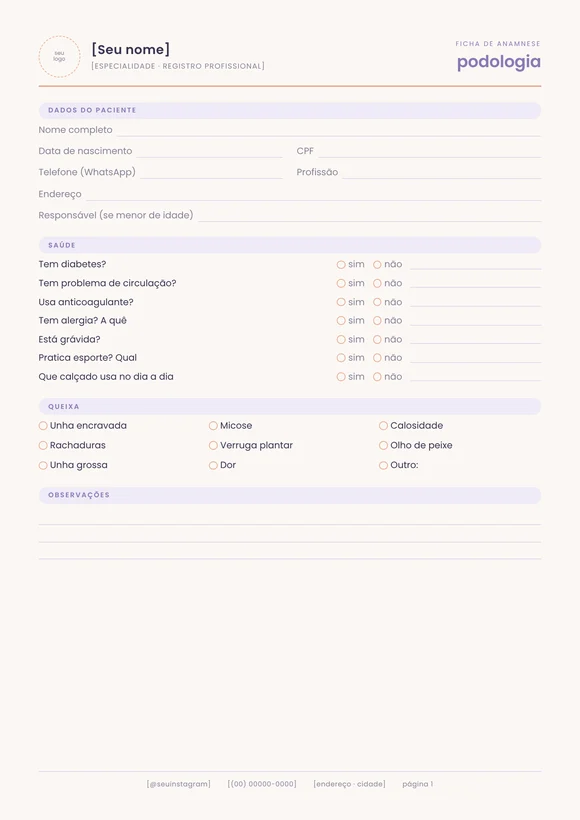 seu
logo
[Seu nome]
[ESPECIALIDADE · REGISTRO PROFISSIONAL]
FICHA DE ANAMNESE
podologia
DADOS DO PACIENTE
Nome completo
Data de nascimento CPF
Telefone (WhatsApp) Profissão
Endereço
Responsável (se menor de idade)
SAÚDE
Tem diabetes? sim não
Tem problema de circulação? sim não
Usa anticoagulante? sim não
Tem alergia? A quê sim não
Está grávida? sim não
Pratica esporte? Qual sim não
Que calçado usa no dia a dia sim não
QUEIXA
Unha encravada Micose Calosidade
Rachaduras Verruga plantar Olho de peixe
Unha grossa Dor Outro:
OBSERVAÇÕES
[@seuinstagram] [(00) 00000-0000] [endereço · cidade] página 1